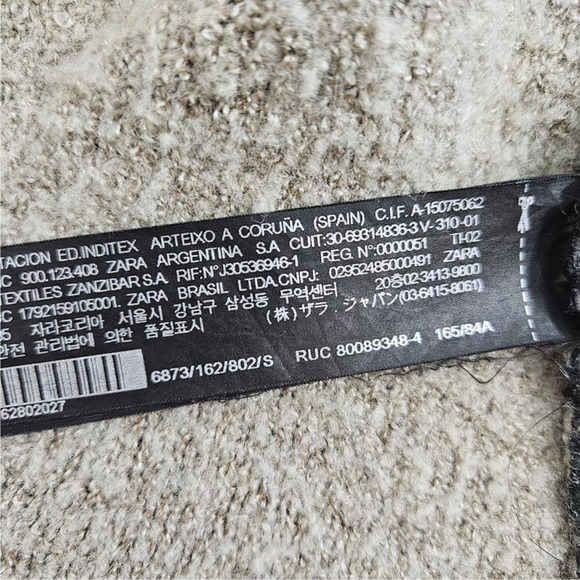 TACION ED.INDITEX ARTEIXO A CORUÑA (SPAIN) C.I.F. A-15075062
C 900.123.408 ZARA ARGENTINA S.A CUIT:30-69314836-3 V-310-01
TEXTILES ZANZIBAR S.A. RIF:N°J30536946-1 REG. N°:0000051 TI-02
C 1792159105001. ZARA BRASIL LTDA.CNPJ: 02952485000491 ZARA
05 자라코리아 서울시 강남구 삼성동 무역센터 20층02-3413-9800
안전 관리법에 의한 품질표시 (株)ザラ．ジャパン(03-6415-8061)
6873/162/802/S RUC 80089348-4 165/84A
62802027